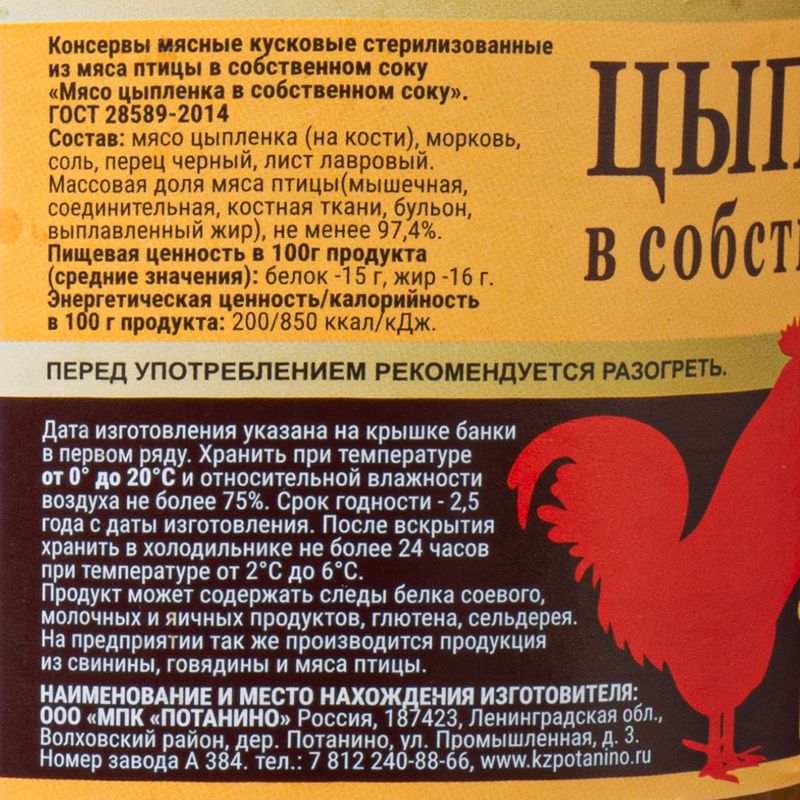 Консервы мясные кусковые стерилизованные
из мяса птицы в собственном соку
«Мясо цыпленка в собственном соку».
ГОСТ 28589-2014
Состав: мясо цыпленка (на кости), морковь,
соль, перец черный, лист лавровый.
Массовая доля мяса птицы(мышечная,
соединительная, костная ткани, бульон,
выплавленный жир), не менее 97,4%.
Пищевая ценность в 100г продукта
(средние значения): белок -15 г, жир -16 г.
Энергетическая ценность/калорийность
в 100 г продукта: 200/850 ккал/кДж.
ЦЫП
в собст
ПЕРЕД УПОТРЕБЛЕНИЕМ РЕКОМЕНДУЕТСЯ РАЗОГРЕТЬ.
Дата изготовления указана на крышке банки
в первом ряду. Хранить при температуре
от 0° до 20°С и относительной влажности
воздуха не более 75%. Срок годности - 2,5
года с даты изготовления. После вскрытия
хранить в холодильнике не более 24 часов
при температуре от 2°С до 6°С.
Продукт может содержать следы белка соевого,
молочных и яичных продуктов, глютена, сельдерея.
На предприятии так же производится продукция
из свинины, говядины и мяса птицы.
НАИМЕНОВАНИЕ И МЕСТО НАХОЖДЕНИЯ ИЗГОТОВИТЕЛЯ:
ООО «МПК «ПОТАНИНО» Россия, 187423, Ленинградская обл.,
Волховский район, дер. Потанино, ул. Промышленная, д. 3.
Номер завода А 384. тел.: 7 812 240-88-66, www.kzpotanino.ru